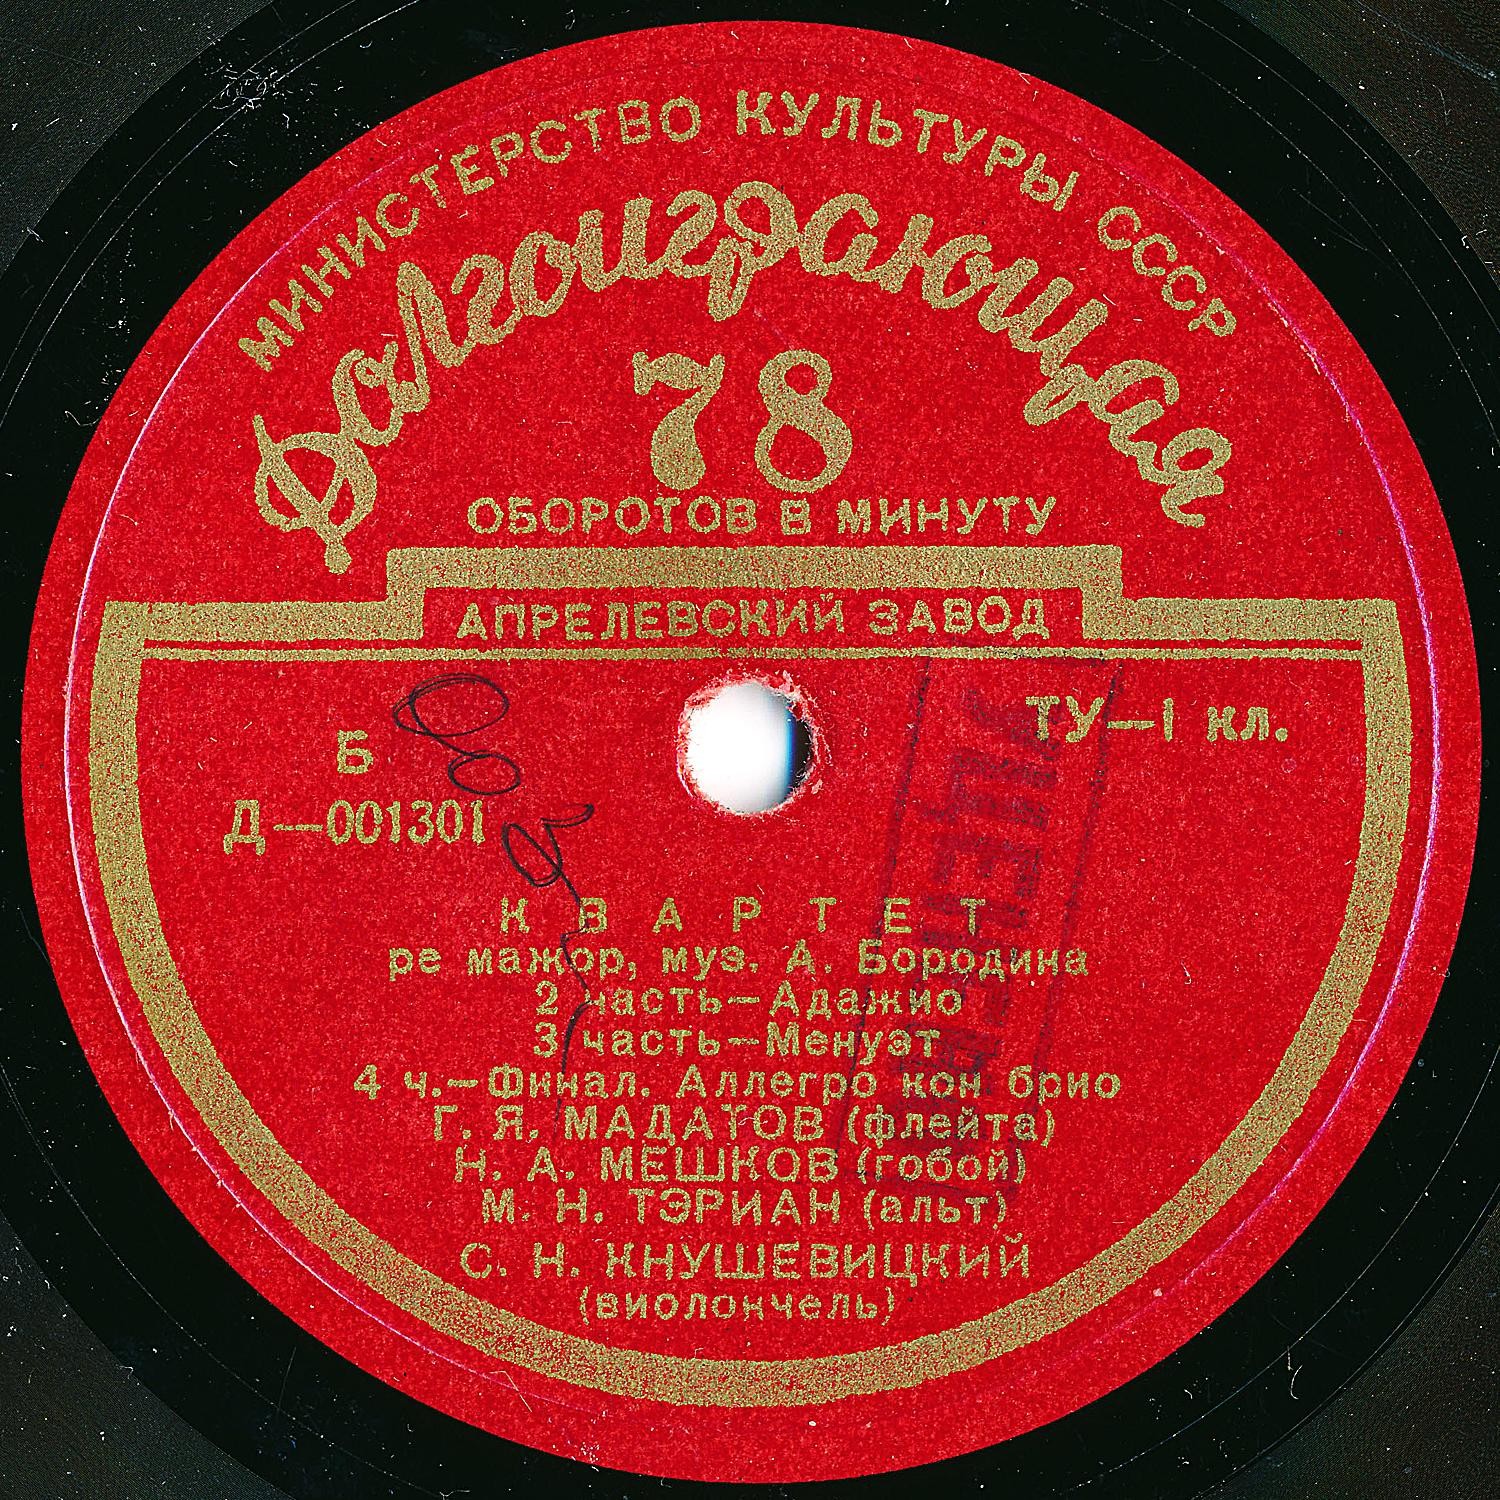 МИНИСТЕРСТВО КУЛЬТУРЫ СССР
Долгоиграющая
78
ОБОРОТОВ В МИНУТУ
АПРЕЛЕВСКИЙ ЗАВОД
ТУ—1 кл.
Б
Д—001301
КВАРТЕТ
ре мажор, муз. А. Бородина
2 часть—Адажио
3 часть—Менуэт
4 ч.—Финал. Аллегро кон брио
Г. Я. МАДАТОВ (флейта)
Н. А. МЕШКОВ (гобой)
М. Н. ТЭРИАН (альт)
С. Н. КНУШЕВИЦКИЙ
(виолончель)